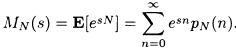 M_N(s) = \mathbf{E}[e^{sN}] = \sum_{n=0}^{\infty} e^{sn} p_N(n).